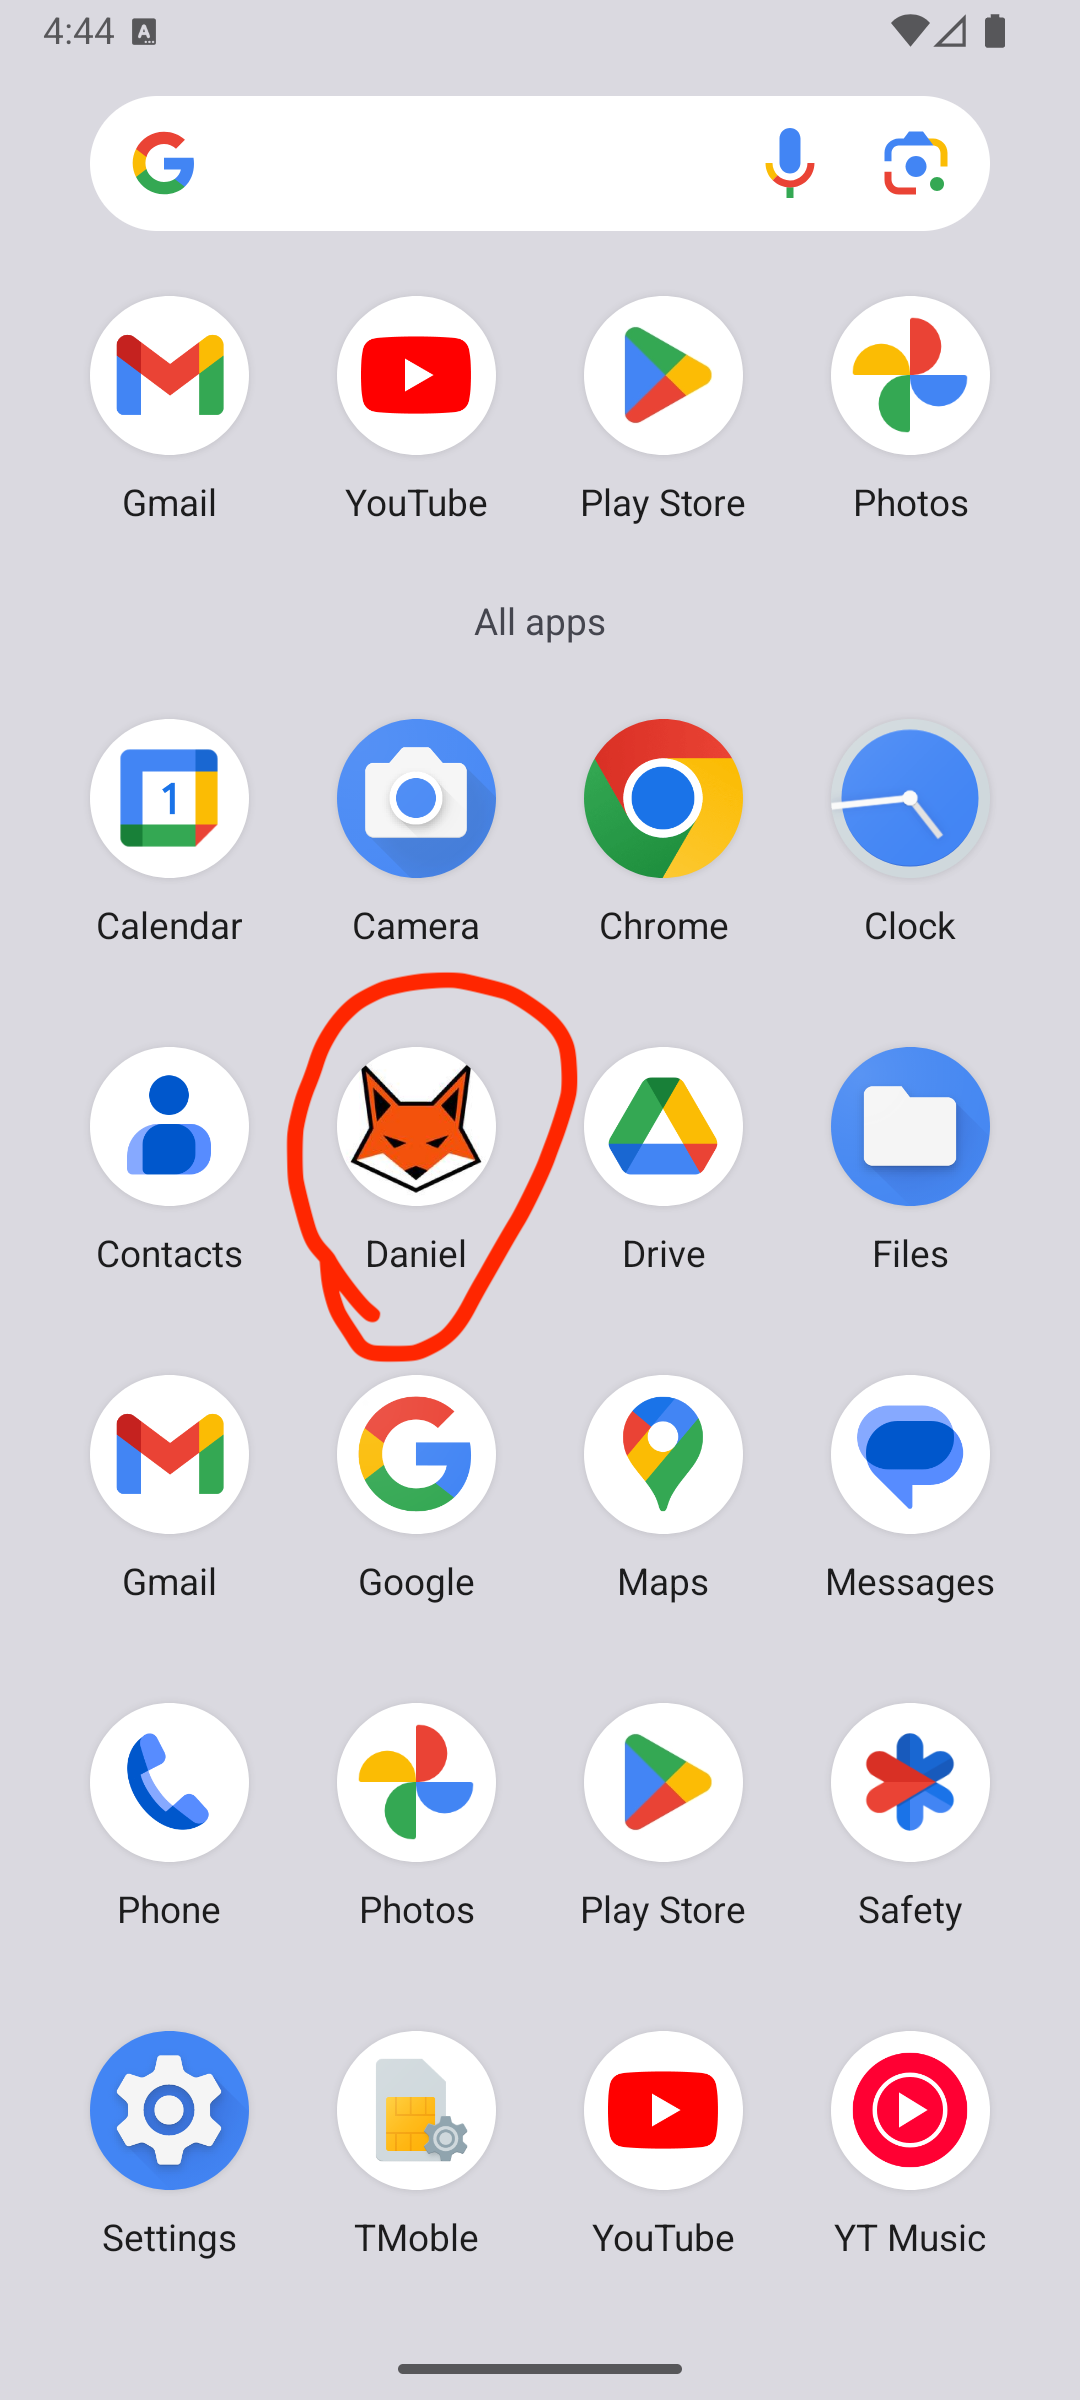 4:44
Gmail YouTube Play Store Photos
All apps
1
Calendar Camera Chrome Clock
Contacts Daniel Drive Files
Gmail Google Maps Messages
Phone Photos Play Store Safety
Settings TMoble YouTube YT Music